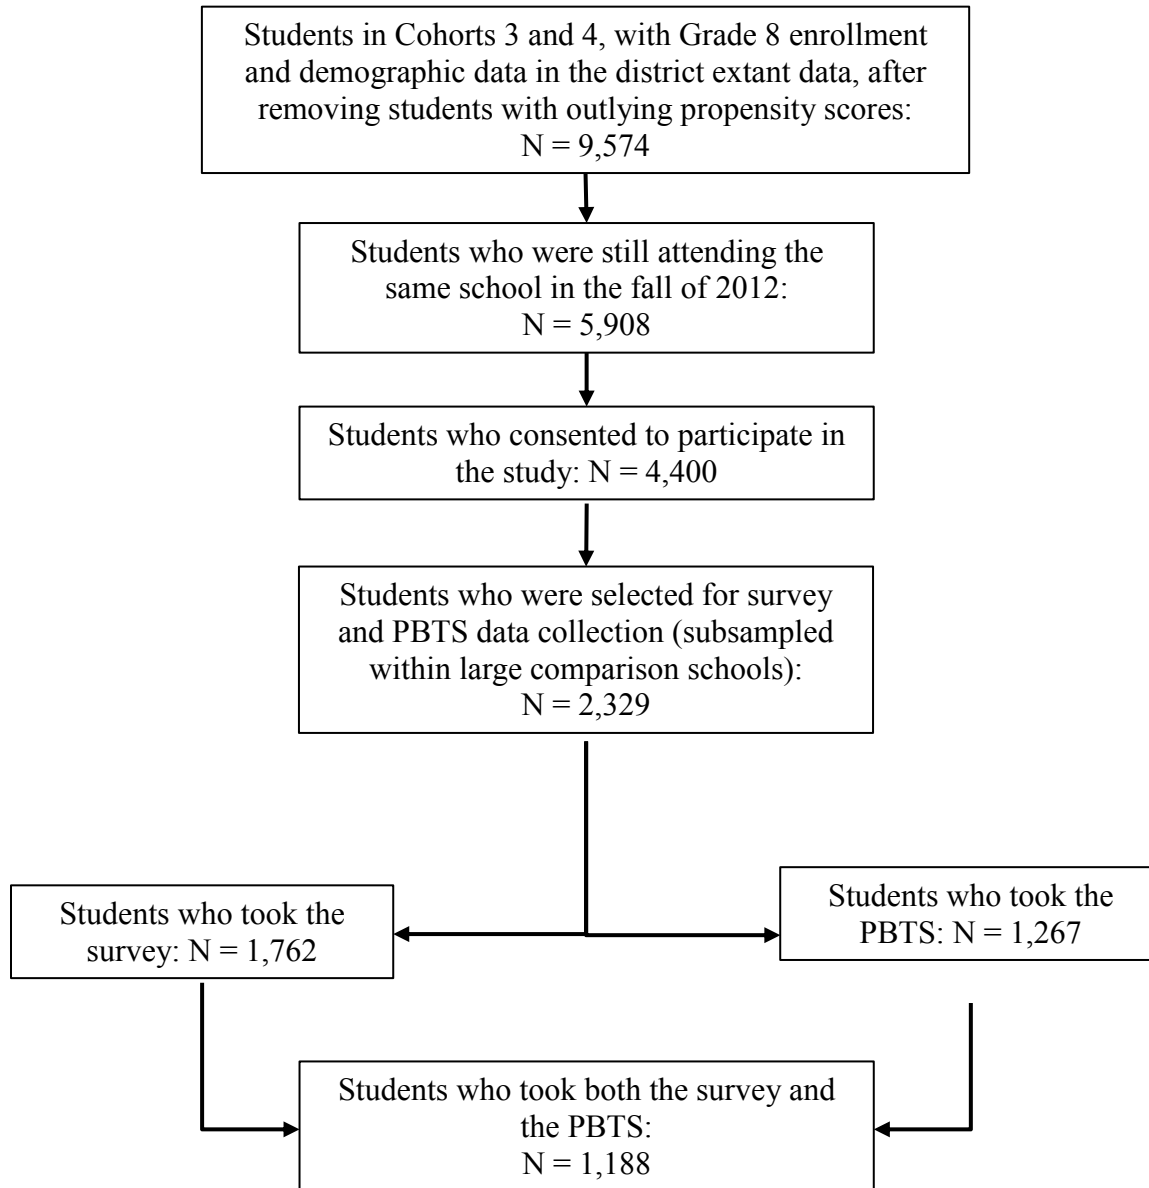 Students in Cohorts 3 and 4, with Grade 8 enrollment
and demographic data in the district extant data, after
removing students with outlying propensity scores:
N = 9,574
Students who were still attending the
same school in the fall of 2012:
N = 5,908
Students who consented to participate in
the study: N = 4,400
Students who were selected for survey
and PBTS data collection (subsampled
within large comparison schools):
N = 2,329
Students who took the
survey: N = 1,762
Students who took the
PBTS: N = 1,267
Students who took both the survey and
the PBTS:
N = 1,188